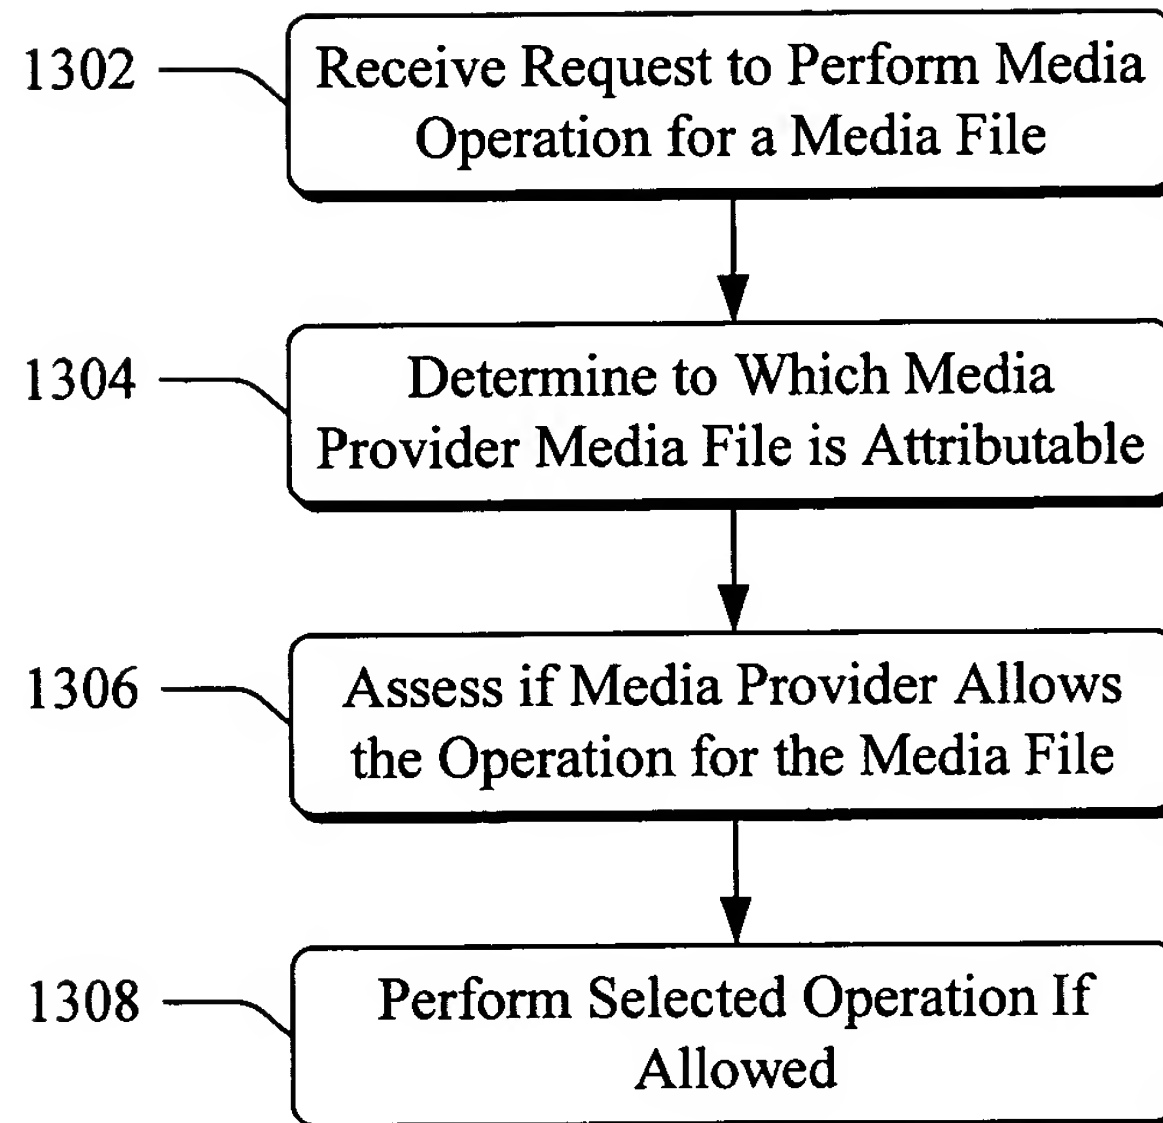 1302
Receive Request to Perform Media
Operation for a Media File
1304
Determine to Which Media
Provider Media File is Attributable
1306
Assess if Media Provider Allows
the Operation for the Media File
1308
Perform Selected Operation If
Allowed